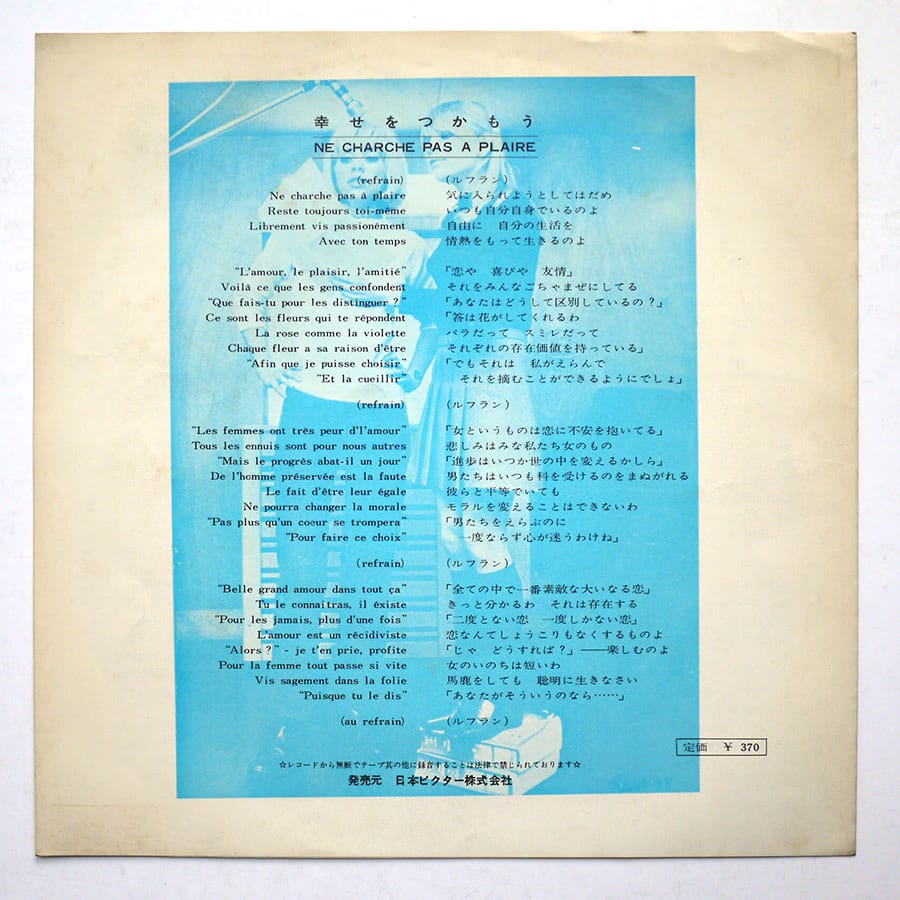 幸せをつかもう
NE CHARCHE PAS A PLAIRE
(refrain)
Ne charche pas à plaire
Reste toujours toi-même
Librement vis passionément
Avec ton temps
"L'amour, le plaisir, l'amitié"
Voilà ce que les gens confondent
"Que fais-tu pour les distinguer ?"
Ce sont les fleurs qui te répondent
La rose comme la violette
Chaque fleur a sa raison d'être
"Afin que je puisse choisir"
"Et la cueillir"
(refrain)
"Les femmes ont très peur d'l'amour"
Tous les ennuis sont pour nous autres
"Mais le progrès abat-il un jour"
De l'homme préservée est la faute
Le fait d'être leur égale
Ne pourra changer la morale
"Pas plus qu'un coeur se trompera"
"Pour faire ce choix"
(refrain)
"Belle grand amour dans tout ça"
Tu le connaitras, il éxiste
"Pour les jamais, plus d'une fois"
L'amour est un récidiviste
"Alors ?" - je t'en prie, profite
Pour la femme tout passe si vite
Vis sagement dans la folie
"Puisque tu le dis"
(au refrain)
(ルフラン)
気に入られようとしてはだめ
いつも自分自身でいるのよ
自由に 自分の生活を
情熱をもって生きるのよ
「恋や 喜びや 友情」
それをみんなごちゃまぜにしてる
「あなたはどうして区別しているの?」
「答は花がしてくれるわ
バラだって スミレだって
それぞれの存在価値を持っている」
「でもそれは 私がえらんで
それを摘むことができるようにでしょ」
(ルフラン)
「女というものは恋に不安を抱いてる」
悲しみはみな私たち女のもの
「進歩はいつか世の中を変えるかしら」
男たちはいつも科を受けるのをまぬがれる
彼らと平等でいても
モラルを変えることはできないわ
「男たちをえらぶのに
一度ならず心が迷うわけね」
(ルフラン)
「全ての中で一番素敵な大いなる恋」
きっと分かるわ それは存在する
「二度とない恋 一度しかない恋」
恋なんてしょうこりもなくするものよ
「じゃ どうすれば?」——楽しむのよ
女のいのちは短いわ
馬鹿をしても 聡明に生きなさい
「あなたがそういうのなら……」
(ルフラン)
定価 ¥ 370
☆レコードから無断でテープ其の他に録音することは法律で禁じられております☆
発売元 日本ビクター株式会社